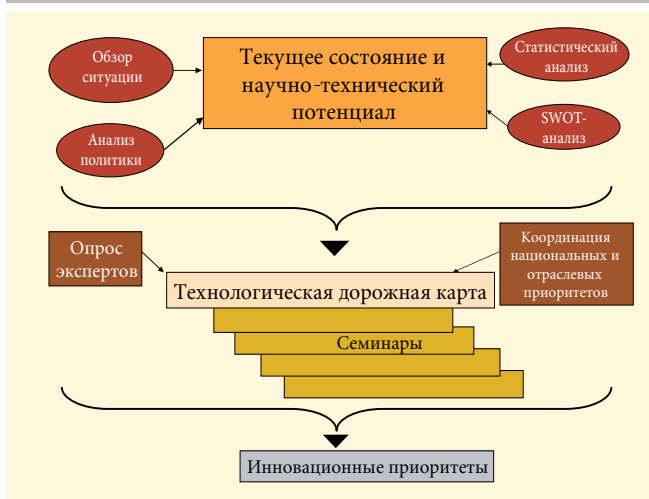 Обзор
ситуации
Текущее состояние и
научно-технический
потенциал
Статистический
анализ
Анализ
политики
SWOT-
анализ
Опрос
экспертов
Координация
национальных и
отраслевых
приоритетов
Технологическая дорожная карта
Семинары
Инновационные приоритеты